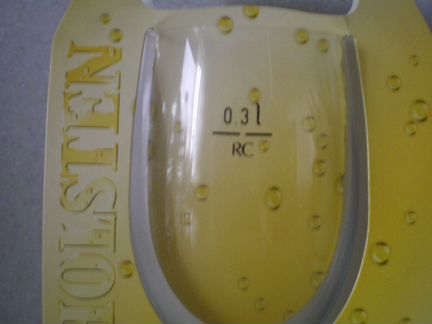 HOLSTEN
0.3 l
RC